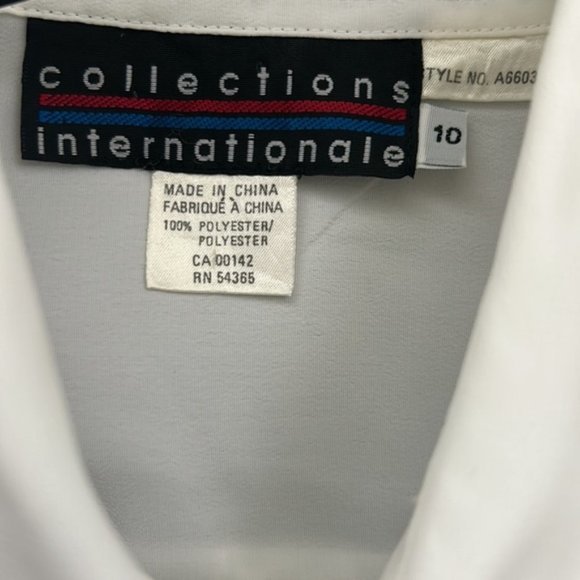 collections
internationale
STYLE NO. A6603
10
MADE IN CHINA
FABRIQUÉ À CHINA
100% POLYESTER/
POLYESTER
CA 00142
RN 54365